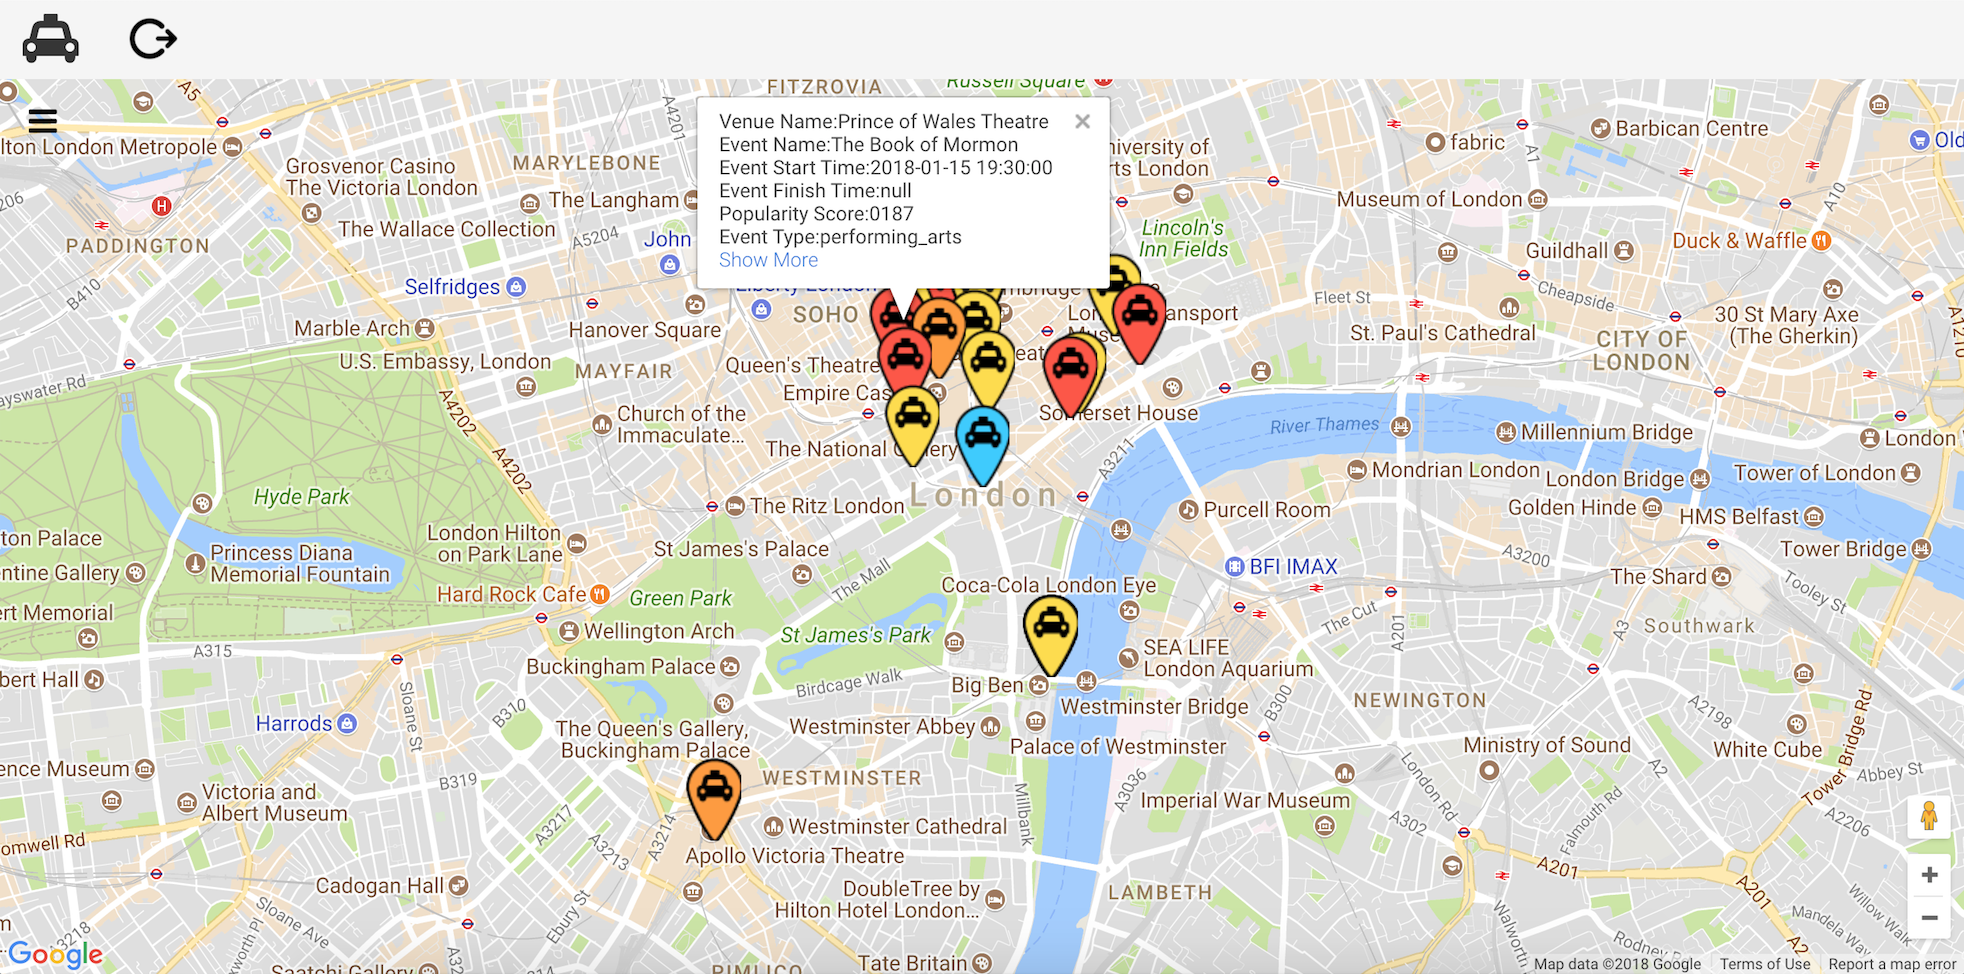 FITZROVIA
Russell Square
A5
A4201
Venue Name:Prince of Wales Theatre
Event Name:The Book of Mormon
Event Start Time:2018-01-15 19:30:00
Event Finish Time:null
Popularity Score:0187
Event Type:performing_arts
Show More
lton London Metropole
Grosvenor Casino
The Victoria London
MARYLEBONE
The Langham
The Wallace Collection
A5204
John
PADDINGTON
206
H
B410
Selfridges
Liberty London
SOHO
Marble Arch
Hanover Square
U.S. Embassy, London
MAYFAIR
Queen's Theatre
Empire Cas
Church of the
Immaculate...
The National
London
The Ritz London
niversity of
rts London
Lincoln's
Inn Fields
ansport
Somerset House
fabric
Barbican Centre
Old
A1
A10
Museum of London
Guildhall
Duck & Waffle
Fleet St
Cheapside
St. Paul's Cathedral
CITY OF
LONDON
30 St Mary Axe
(The Gherkin)
A1210
River Thames
Millennium Bridge
London
Mondrian London
London Bridge
Tower of London
Golden Hinde
HMS Belfast
Tower Bridge
Purcell Room
A3211
A3200
BFI IMAX
The Shard
Tooley St
ayswater Rd
A4202
A4202
Hyde Park
ton Palace
entine Gallery
ert Memorial
Princess Diana
Memorial Fountain
London Hilton
on Park Lane
St James's Palace
The Mall
Hard Rock Cafe
Green Park
Coca-Cola London Eye
Wellington Arch
St James's Park
A315
Buckingham Palace
Birdcage Walk
Big Ben
SEA LIFE
London Aquarium
The Cut
A201
A3
Southwark
bert Hall
Sloane St
B310
Harrods
The Queen's Gallery,
Buckingham Palace
Westminster Abbey
Westminster Bridge
Palace of Westminster
B300
NEWINGTON
A2198
White Cube
Tower Bridge Rd
Ministry of Sound
A2
Abbey St
ence Museum
Victoria and
Albert Museum
B319
A3217
A3213
A3214
WESTMINSTER
Westminster Cathedral
Apollo Victoria Theatre
Millbank
A3036
Imperial War Museum
London Rd
A302
Falmouth Rd
A2206
omwell Rd
Cadogan Hall
Sloane Ave
Ebury St
DoubleTree by
Hilton Hotel London...
LAMBETH
A201
A201
Willow Walk
Mandela Way
Walworth
Rodney
A2
A3218
Google
Saatchi Gallery
PIMLICO
Tate Britain
Map data ©2018 Google
Terms of Use
Report a map error